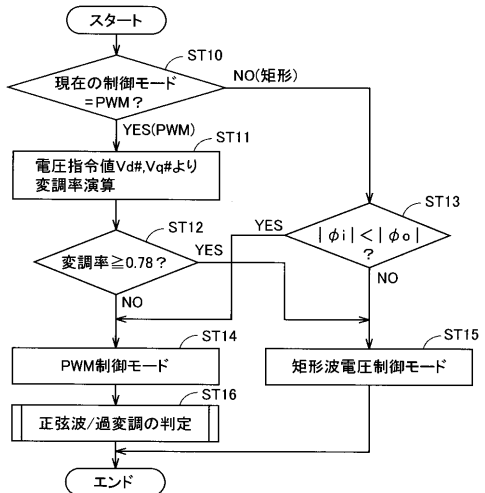 スタート
ST10
現在の制御モード
=PWM?
NO(矩形)
YES(PWM)
ST11
電圧指令値Vd#,Vq#より
変調率演算
ST12
変調率≧0.78?
YES
NO
ST13
|φi|<|φo|
?
YES
NO
ST14
PWM制御モード
ST15
矩形波電圧制御モード
ST16
正弦波/過変調の判定
エンド